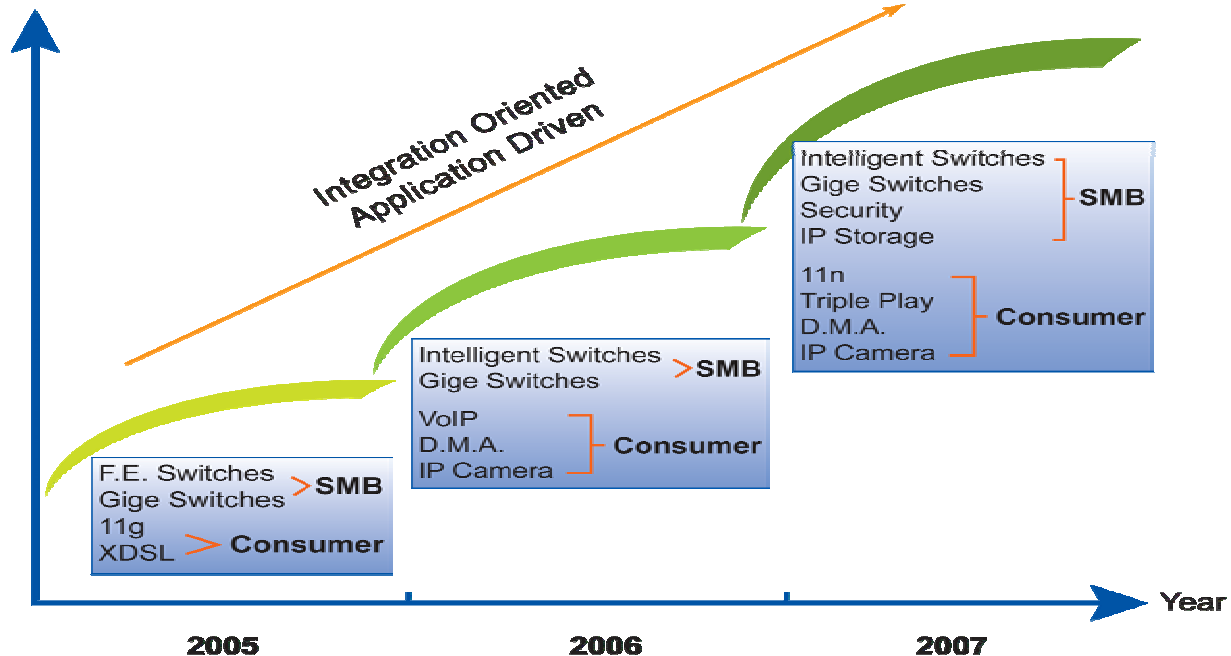 Integration Oriented
Application Driven
F.E. Switches
Gige Switches
SMB
11g
XDSL
Consumer
Intelligent Switches
Gige Switches
SMB
VoIP
D.M.A.
IP Camera
Consumer
Intelligent Switches
Gige Switches
Security
IP Storage
SMB
11n
Triple Play
D.M.A.
IP Camera
Consumer
Year
2005
2006
2007